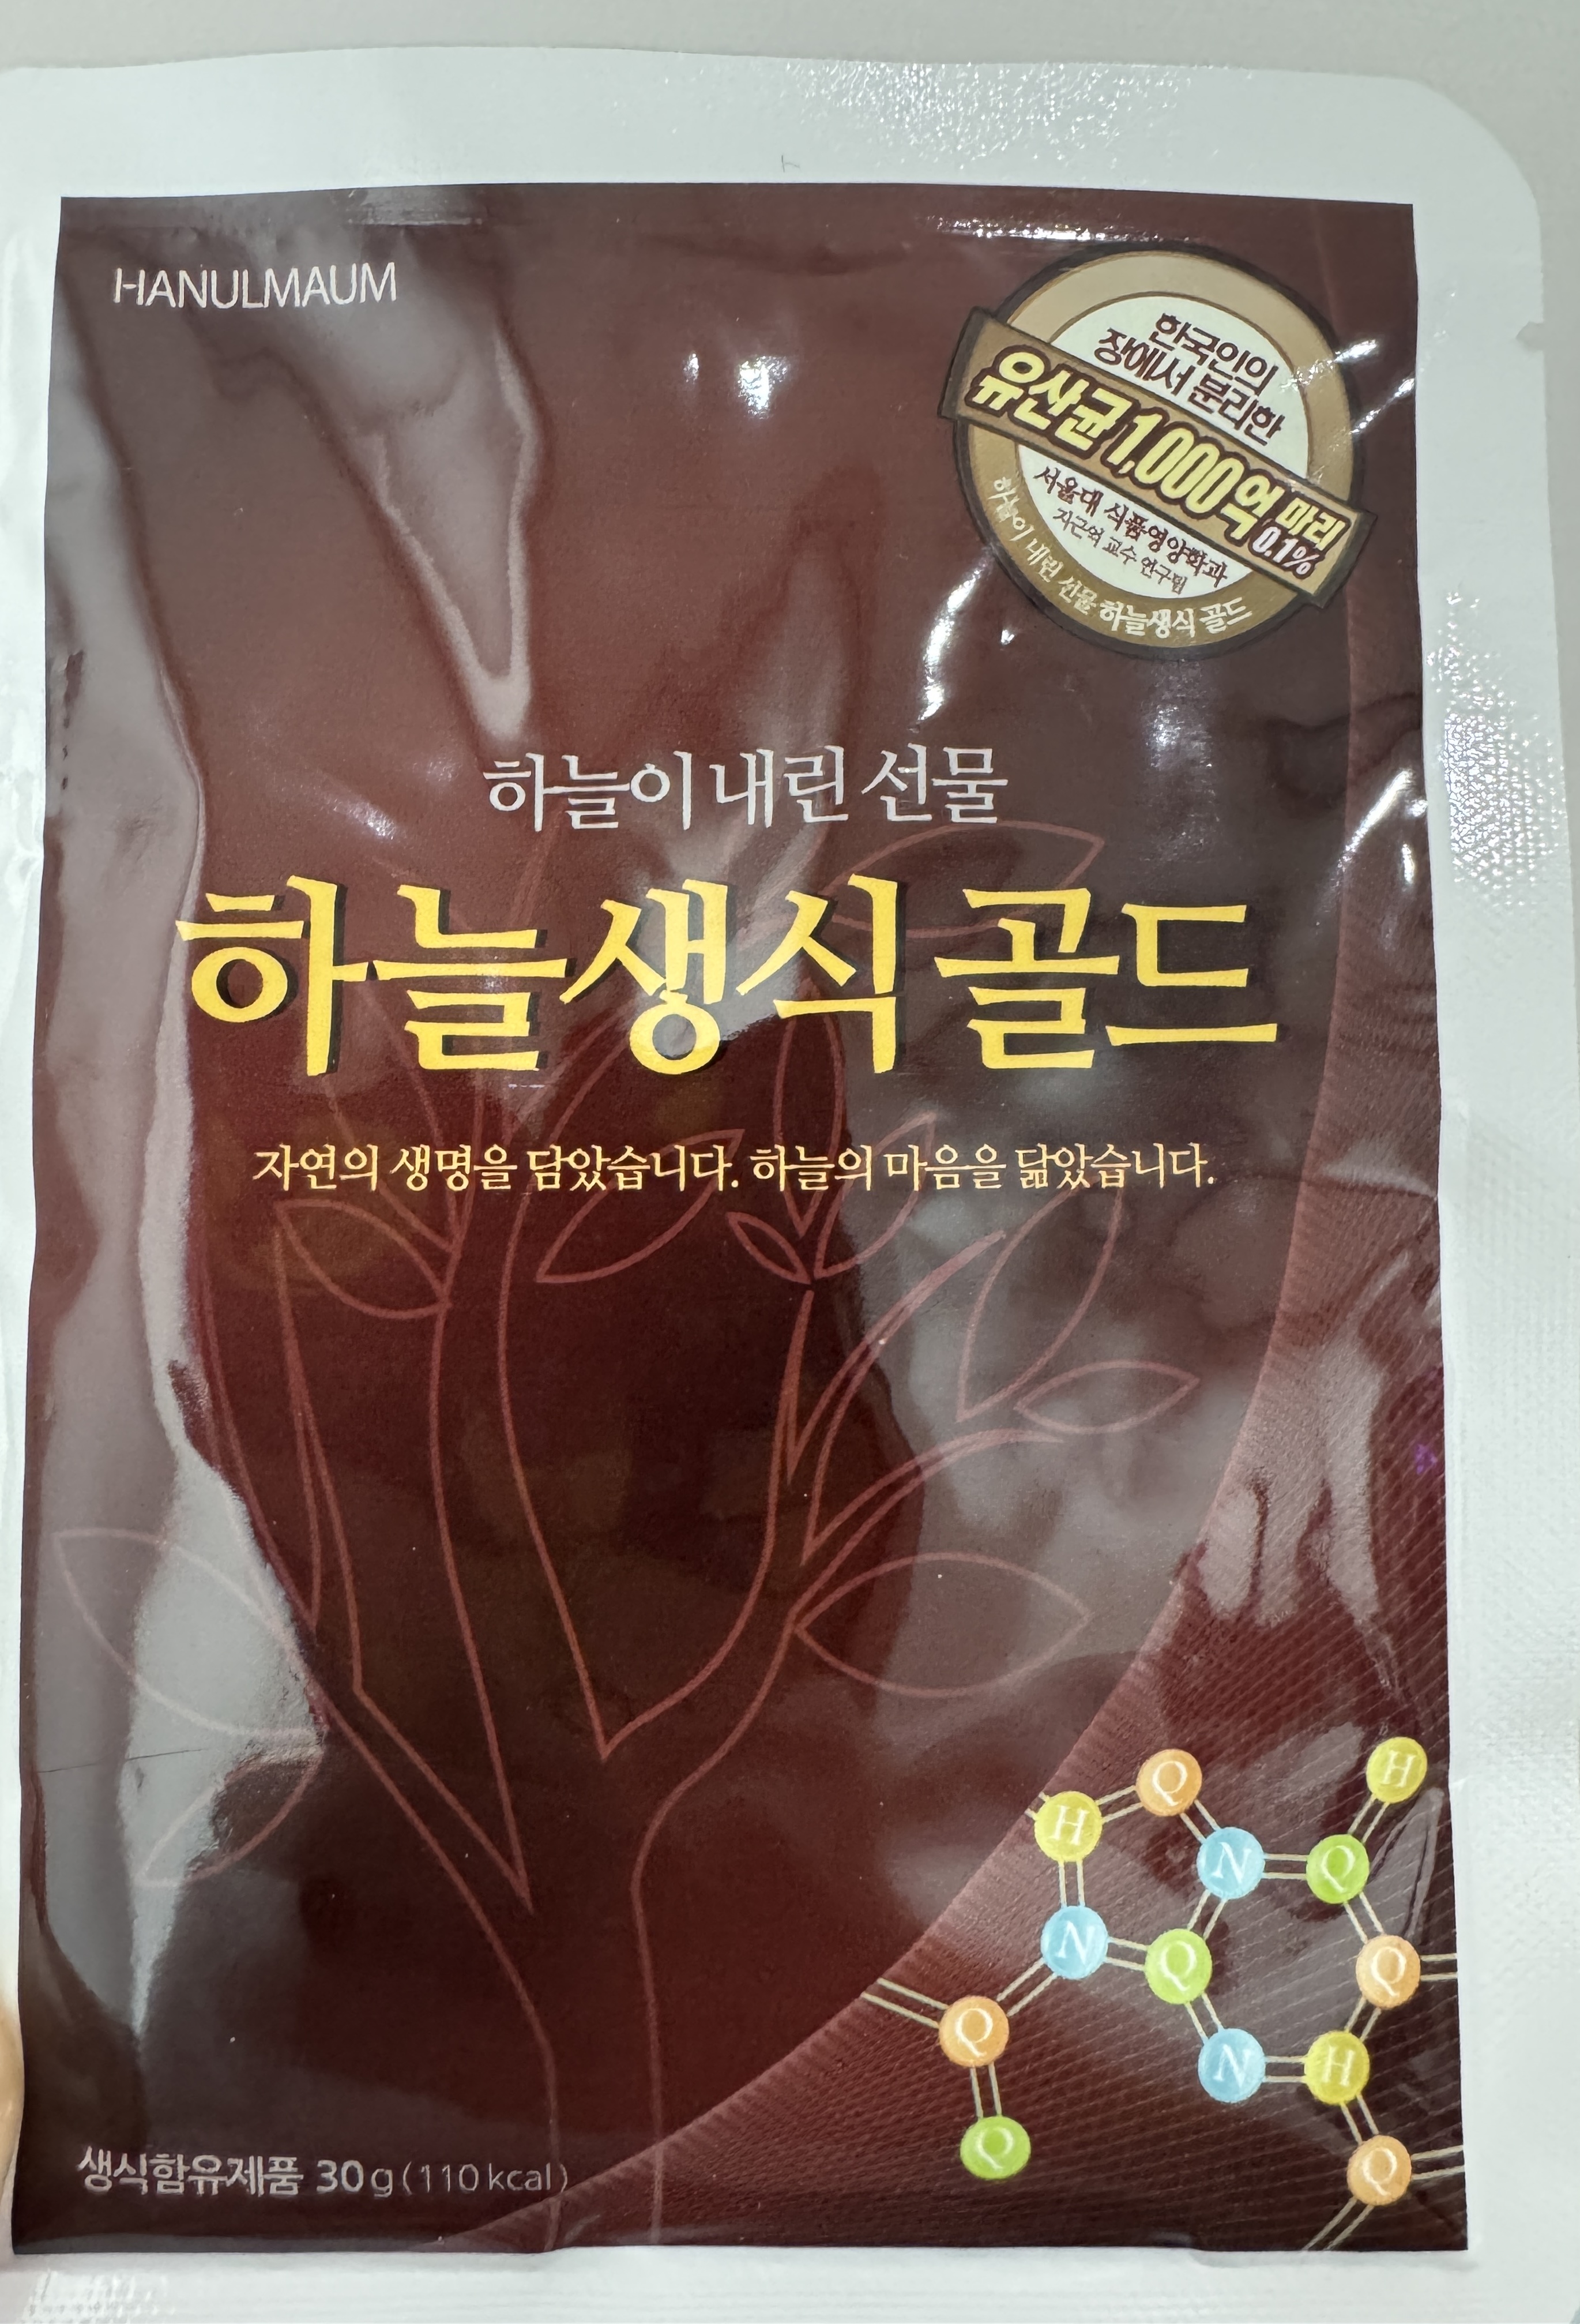 HANULMAUM
한국인의
장에서 분리한
유산균 1,000억 마리
0.1%
서울대 식품영양학과
지근억 교수 연구팀
하늘이 내린 선물 하늘생식 골드
하늘이 내린 선물
하늘생식 골드
자연의 생명을 담았습니다. 하늘의 마음을 닮았습니다.
H Q H
N Q
N Q Q
Q N H
Q Q
생식함유제품 30g(110kcal)